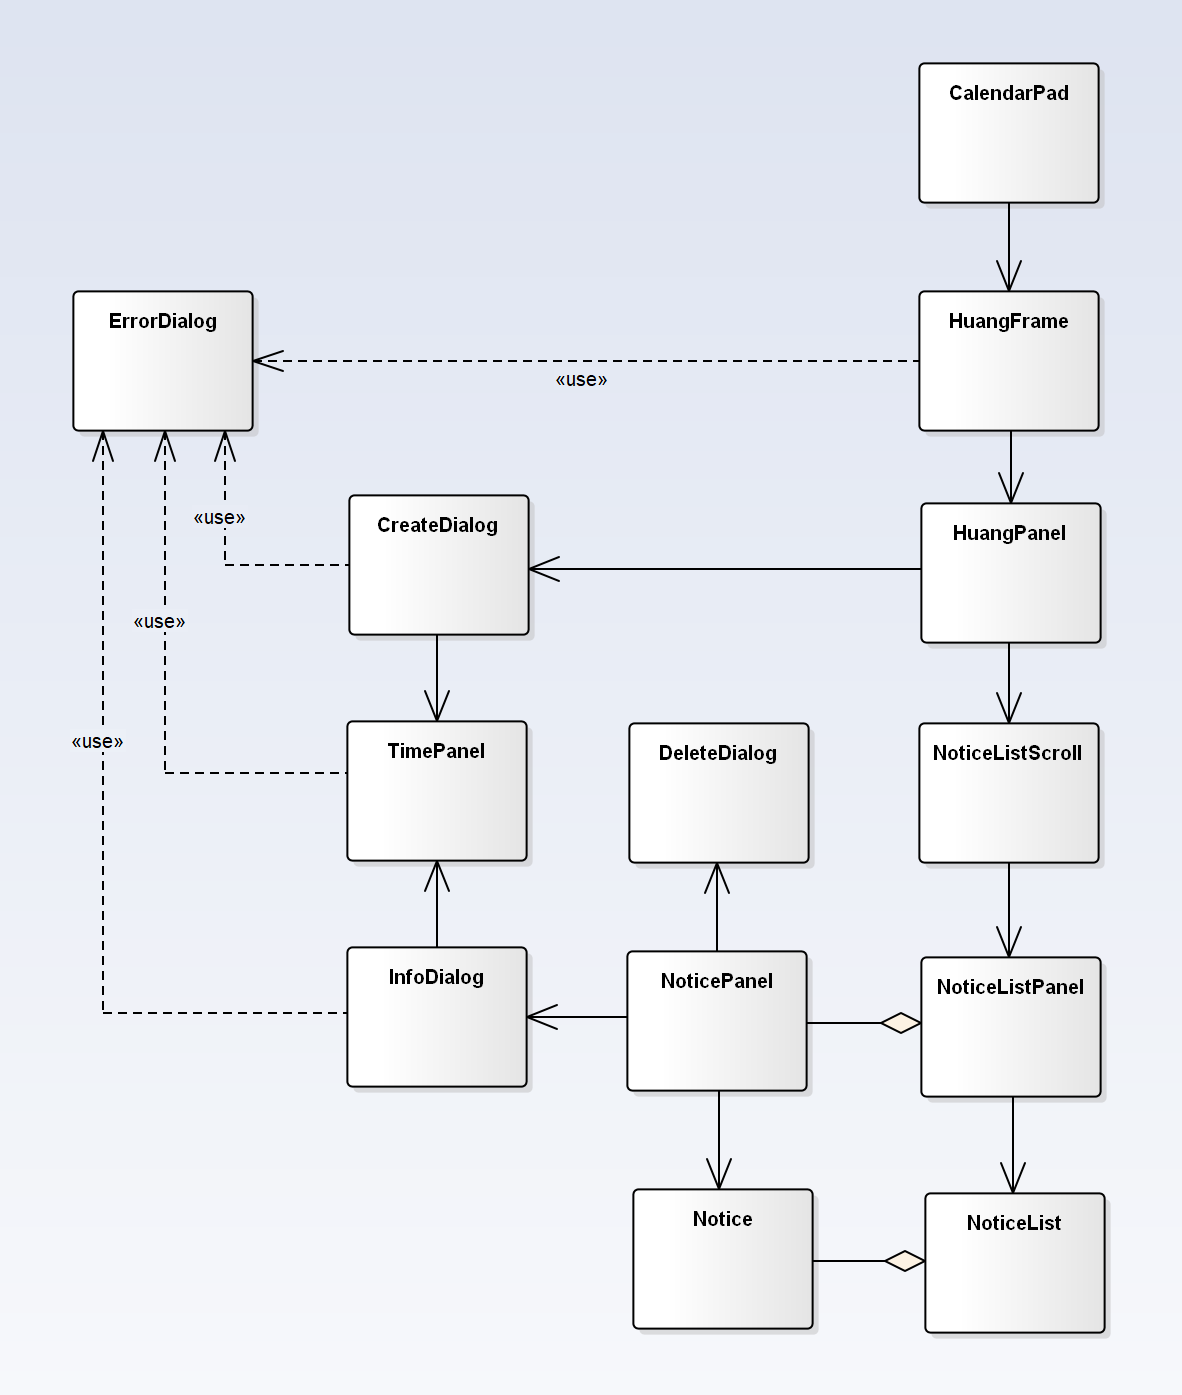 CalendarPad
ErrorDialog
HuangFrame
«use»
CreateDialog
HuangPanel
«use»
«use»
«use»
TimePanel
DeleteDialog
NoticeListScroll
InfoDialog
NoticePanel
NoticeListPanel
Notice
NoticeList